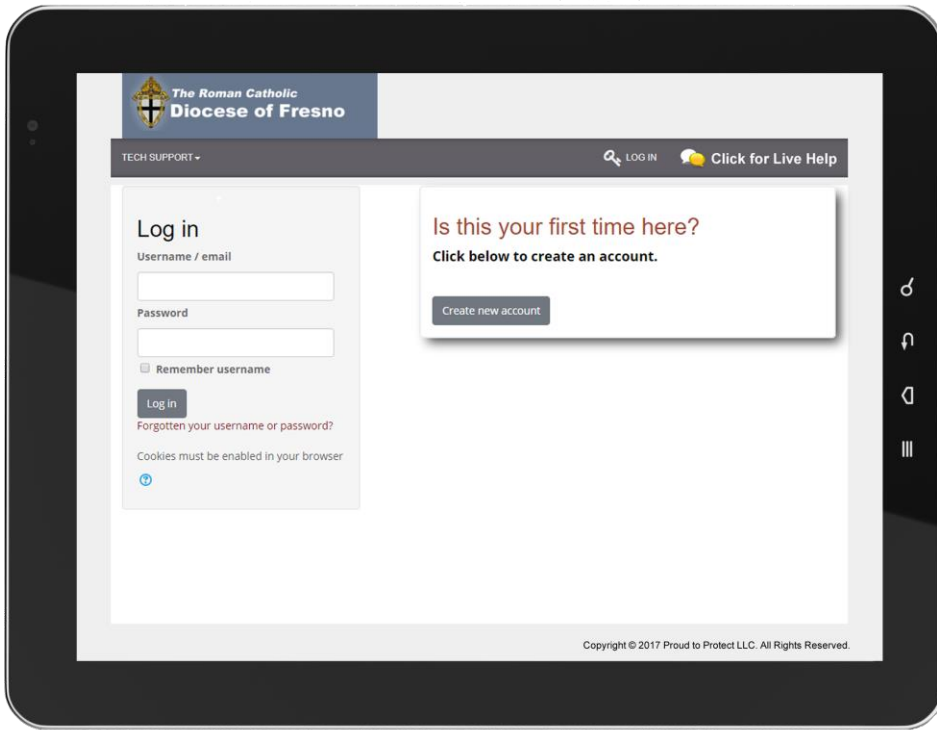 The Roman Catholic
Diocese of Fresno
TECH SUPPORT
LOG IN
Click for Live Help
Log in
Username / email
Password
Remember username
Log in
Forgotten your username or password?
Cookies must be enabled in your browser
Is this your first time here?
Click below to create an account.
Create new account
Copyright © 2017 Proud to Protect LLC. All Rights Reserved.